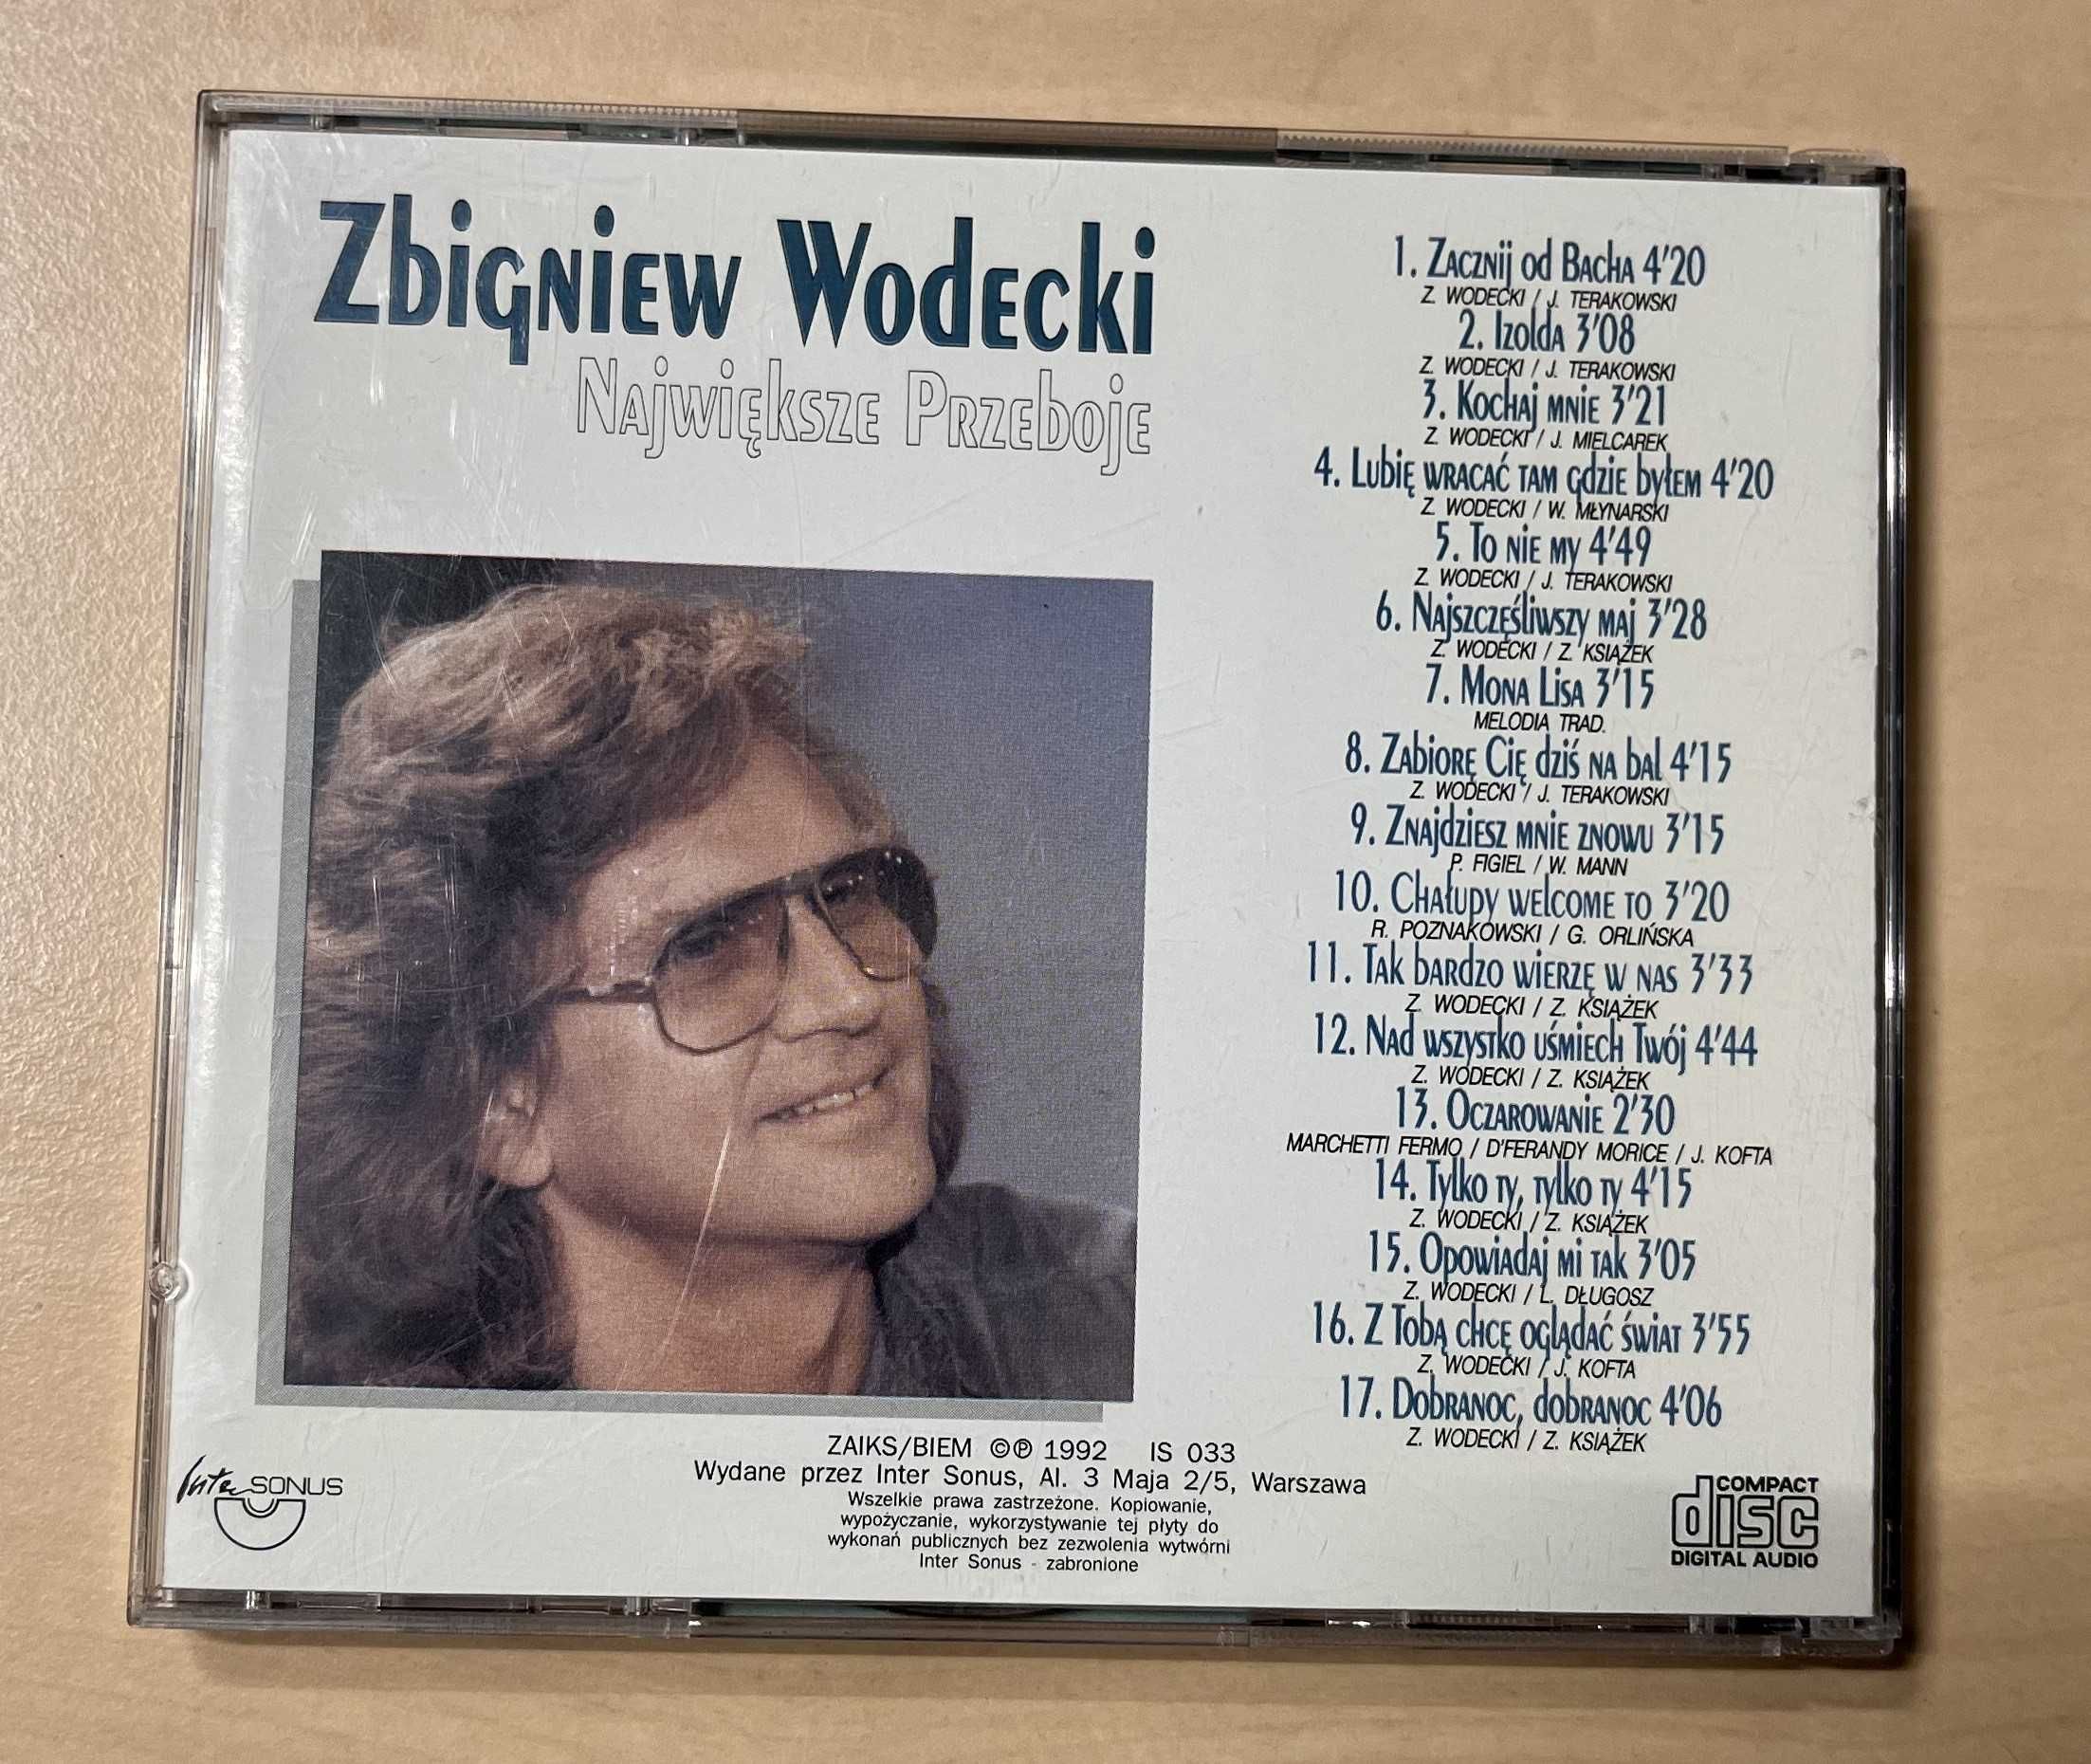 Zbigniew Wodecki
Największe Przeboje
1. Zacznij od Bacha 4'20
Z. WODECKI / J. TERAKOWSKI
2. Izolda 3'08
Z. WODECKI / J. TERAKOWSKI
3. Kochaj mnie 3'21
Z. WODECKI / J. MIELCAREK
4. Lubię wracać tam gdzie byłem 4'20
Z. WODECKI / W. MŁYNARSKI
5. To nie my 4'49
Z. WODECKI / J. TERAKOWSKI
6. Najszczęśliwszy maj 3'28
Z. WODECKI / Z. KSIĄŻEK
7. Mona Lisa 3'15
MELODIA TRAD.
8. Zabiorę Cię dziś na bal 4'15
Z. WODECKI / J. TERAKOWSKI
9. Znajdziesz mnie znowu 3'15
P. FIGIEL / W. MANN
10. Chałupy welcome to 3'20
R. POZNAKOWSKI / G. ORLIŃSKA
11. Tak bardzo wierzę w nas 3'33
Z. WODECKI / Z. KSIĄŻEK
12. Nad wszystko uśmiech Twój 4'44
Z. WODECKI / Z. KSIĄŻEK
13. Oczarowanie 2'30
MARCHETTI FERMO / D'FERANDY MORICE / J. KOFTA
14. Tylko ty, tylko ty 4'15
Z. WODECKI / Z. KSIĄŻEK
15. Opowiadaj mi tak 3'05
Z. WODECKI / L. DŁUGOSZ
16. Z Tobą chcę oglądać świat 3'55
Z. WODECKI / J. KOFTA
17. Dobranoc, dobranoc 4'06
Z. WODECKI / Z. KSIĄŻEK
ZAIKS/BIEM ©℗ 1992 IS 033
Wydane przez Inter Sonus, Al. 3 Maja 2/5, Warszawa
Wszelkie prawa zastrzeżone. Kopiowanie,
wypożyczanie, wykorzystywanie tej płyty do
wykonań publicznych bez zezwolenia wytwórni
Inter Sonus - zabronione
Inter SONUS
COMPACT
disc
DIGITAL AUDIO